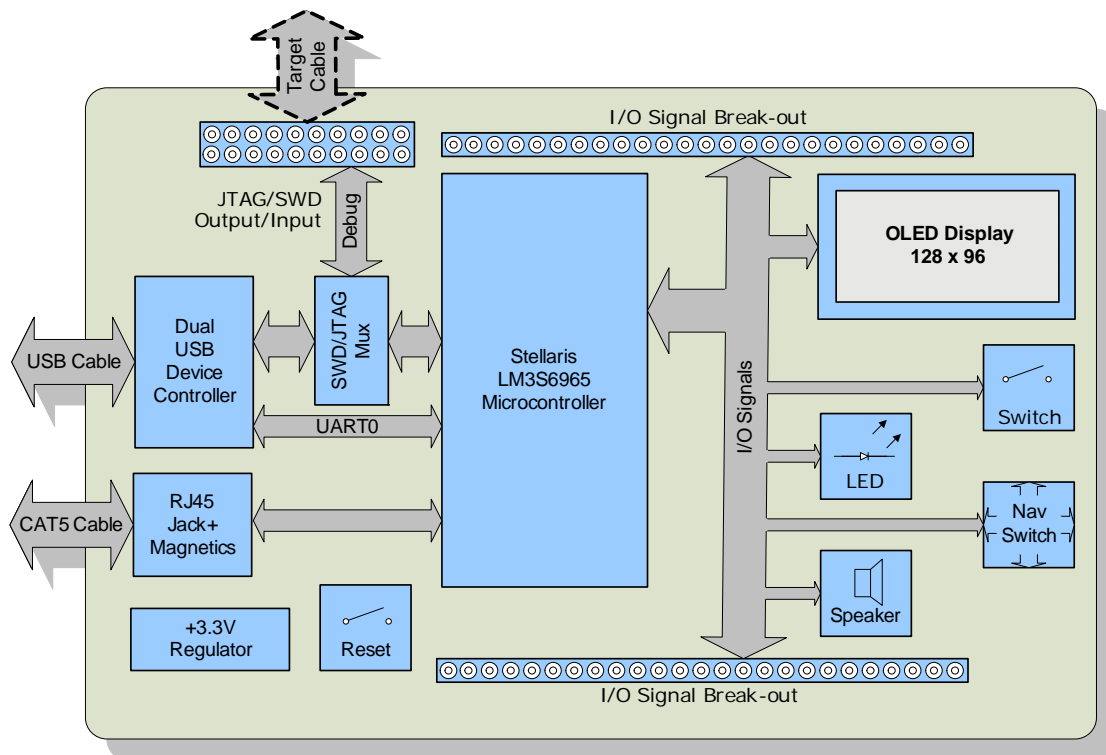 Target
Cable
I/O Signal Break-out
JTAG/SWD
Output/Input
Debug
OLED Display
128 x 96
Dual
USB
Device
Controller
SWD/JTAG
Mux
Stellaris
LM3S6965
Microcontroller
USB Cable
UART0
I/O Signals
Switch
LED
CAT5 Cable
RJ45
Jack+
Magnetics
Nav
Switch
Speaker
+3.3V
Regulator
Reset
I/O Signal Break-out